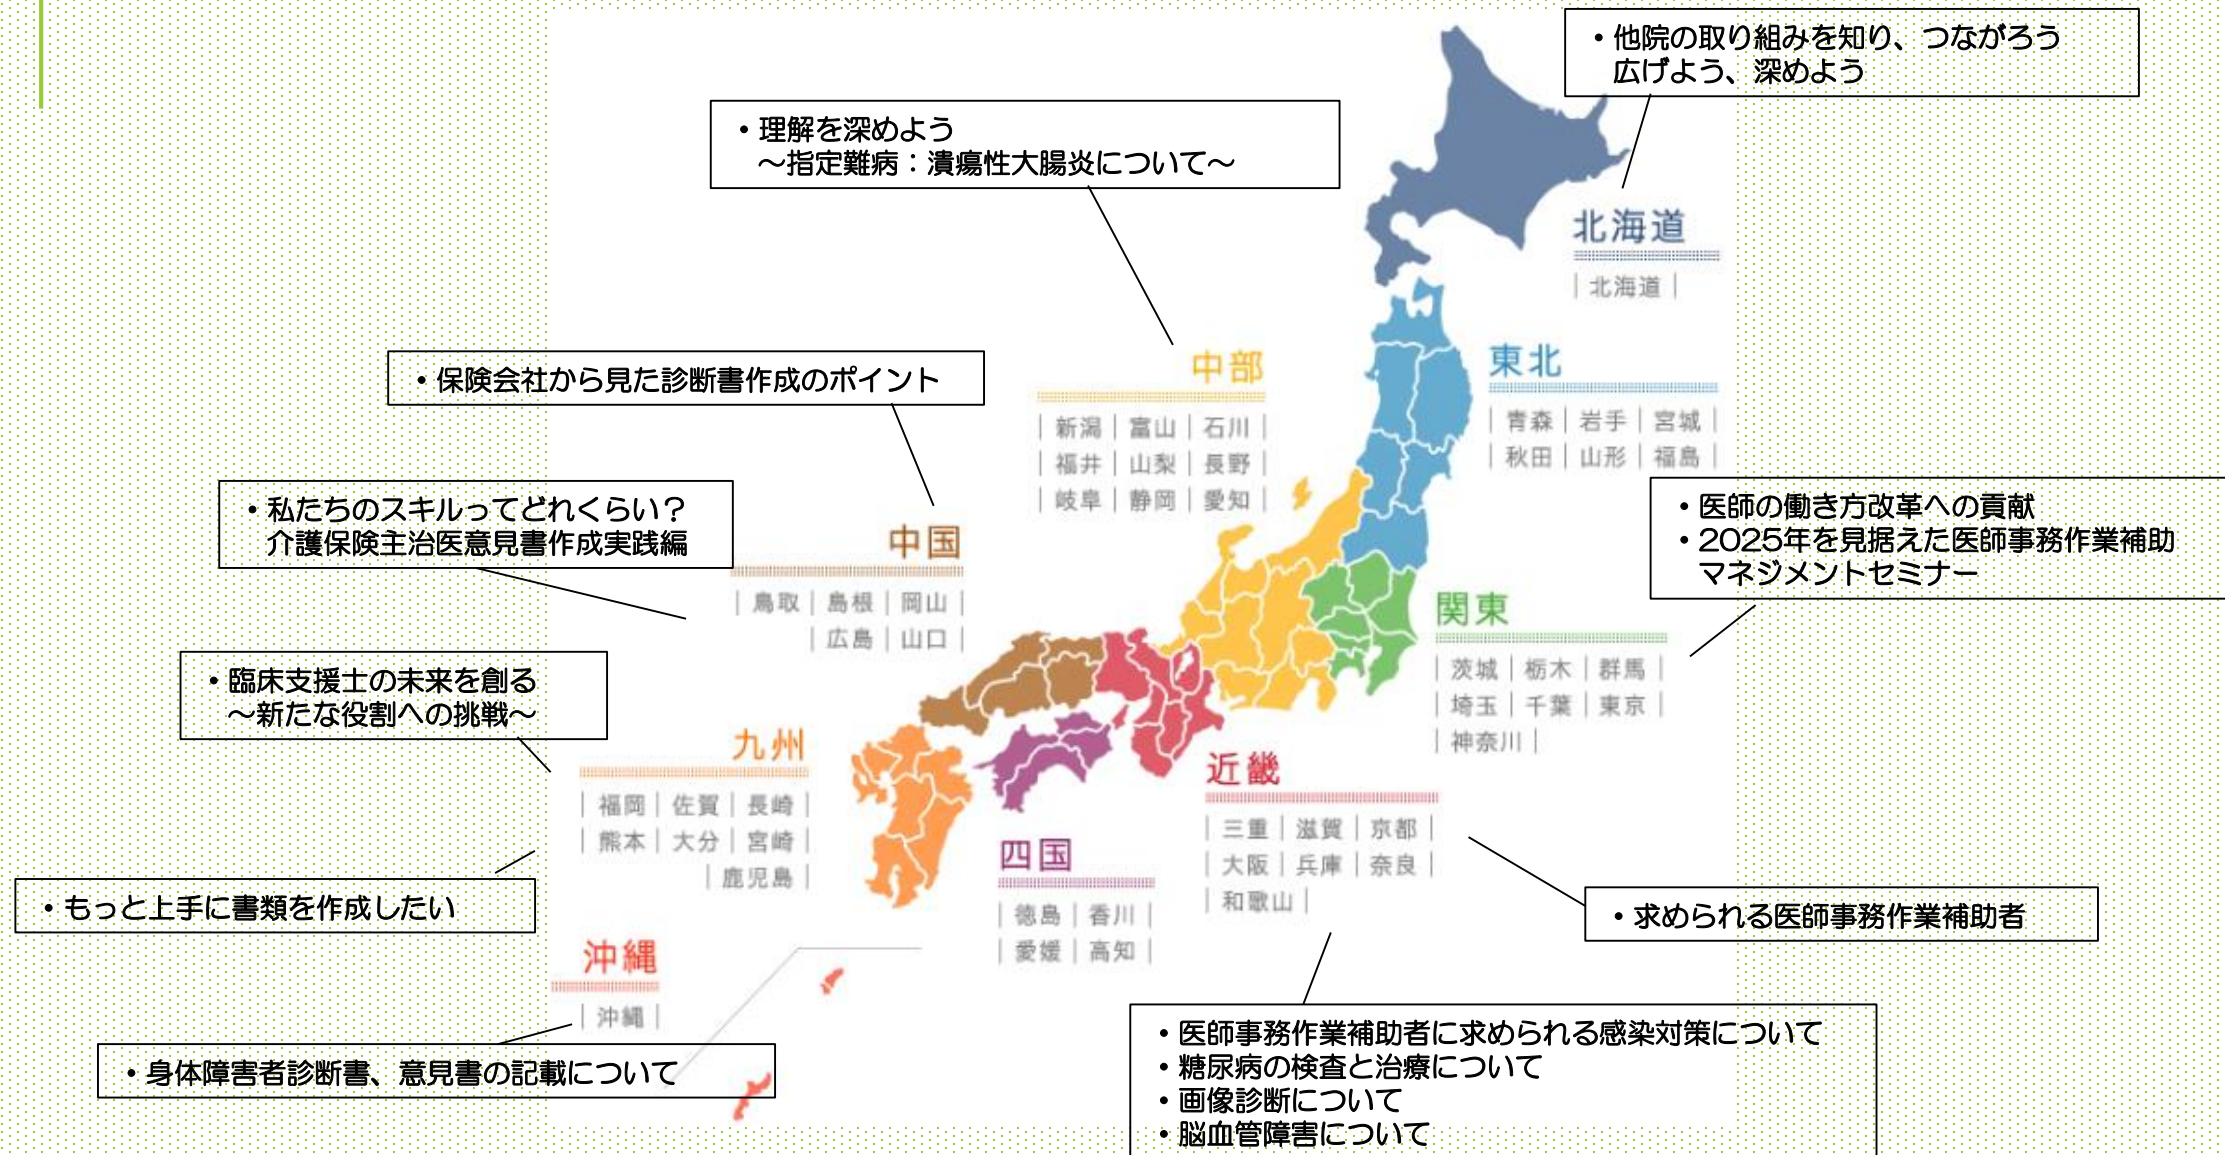 ・他院の取り組みを知り、つながろう
広げよう、深めよう
・理解を深めよう
～指定難病：潰瘍性大腸炎について～
北海道
｜北海道｜
・保険会社から見た診断書作成のポイント
中部
｜新潟｜富山｜石川｜
｜福井｜山梨｜長野｜
｜岐阜｜静岡｜愛知｜
東北
｜青森｜岩手｜宮城｜
｜秋田｜山形｜福島｜
・私たちのスキルってどれくらい？
介護保険主治医意見書作成実践編
中国
｜鳥取｜島根｜岡山｜
｜広島｜山口｜
・医師の働き方改革への貢献
・2025年を見据えた医師事務作業補助
マネジメントセミナー
関東
｜茨城｜栃木｜群馬｜
｜埼玉｜千葉｜東京｜
｜神奈川｜
・臨床支援士の未来を創る
～新たな役割への挑戦～
九州
｜福岡｜佐賀｜長崎｜
｜熊本｜大分｜宮崎｜
｜鹿児島｜
近畿
｜三重｜滋賀｜京都｜
｜大阪｜兵庫｜奈良｜
｜和歌山｜
四国
｜徳島｜香川｜
｜愛媛｜高知｜
・もっと上手に書類を作成したい
・求められる医師事務作業補助者
沖縄
｜沖縄｜
・身体障害者診断書、意見書の記載について
・医師事務作業補助者に求められる感染対策について
・糖尿病の検査と治療について
・画像診断について
・脳血管障害について